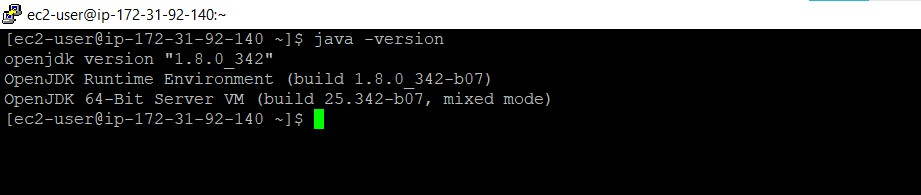 ec2-user@ip-172-31-92-140:~
[ec2-user@ip-172-31-92-140 ~]$ java -version
openjdk version "1.8.0_342"
OpenJDK Runtime Environment (build 1.8.0_342-b07)
OpenJDK 64-Bit Server VM (build 25.342-b07, mixed mode)
[ec2-user@ip-172-31-92-140 ~]$